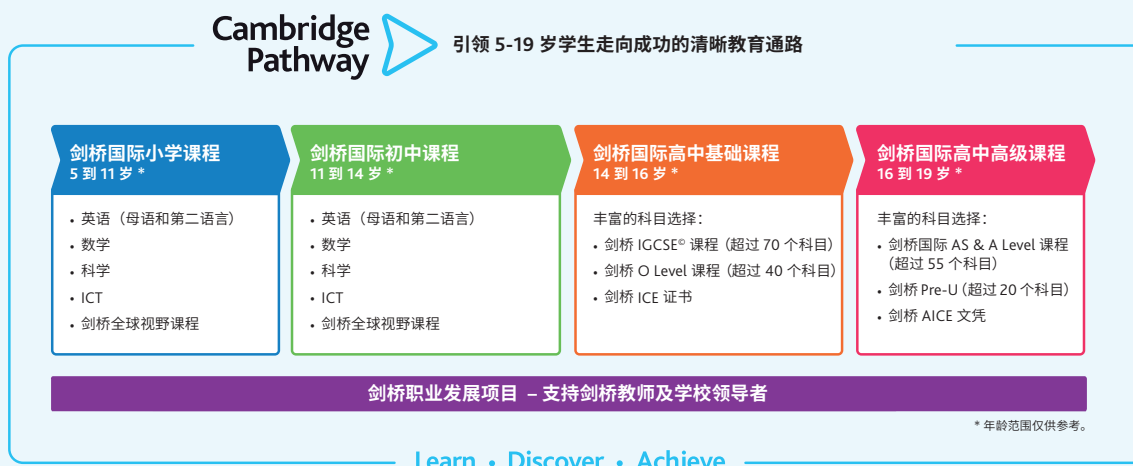 Cambridge
Pathway
引领 5-19 岁学生走向成功的清晰教育通路
剑桥国际小学课程
5 到 11 岁 *
• 英语（母语和第二语言）
• 数学
• 科学
• ICT
• 剑桥全球视野课程
剑桥国际初中课程
11 到 14 岁 *
• 英语（母语和第二语言）
• 数学
• 科学
• ICT
• 剑桥全球视野课程
剑桥国际高中基础课程
14 到 16 岁 *
丰富的科目选择：
• 剑桥 IGCSE© 课程（超过 70 个科目）
• 剑桥 O Level 课程（超过 40 个科目）
• 剑桥 ICE 证书
剑桥国际高中高级课程
16 到 19 岁 *
丰富的科目选择：
• 剑桥国际 AS & A Level 课程
（超过 55 个科目）
• 剑桥 Pre-U（超过 20 个科目）
• 剑桥 AICE 文凭
剑桥职业发展项目 – 支持剑桥教师及学校领导者
* 年龄范围仅供参考。
Learn • Discover • Achieve